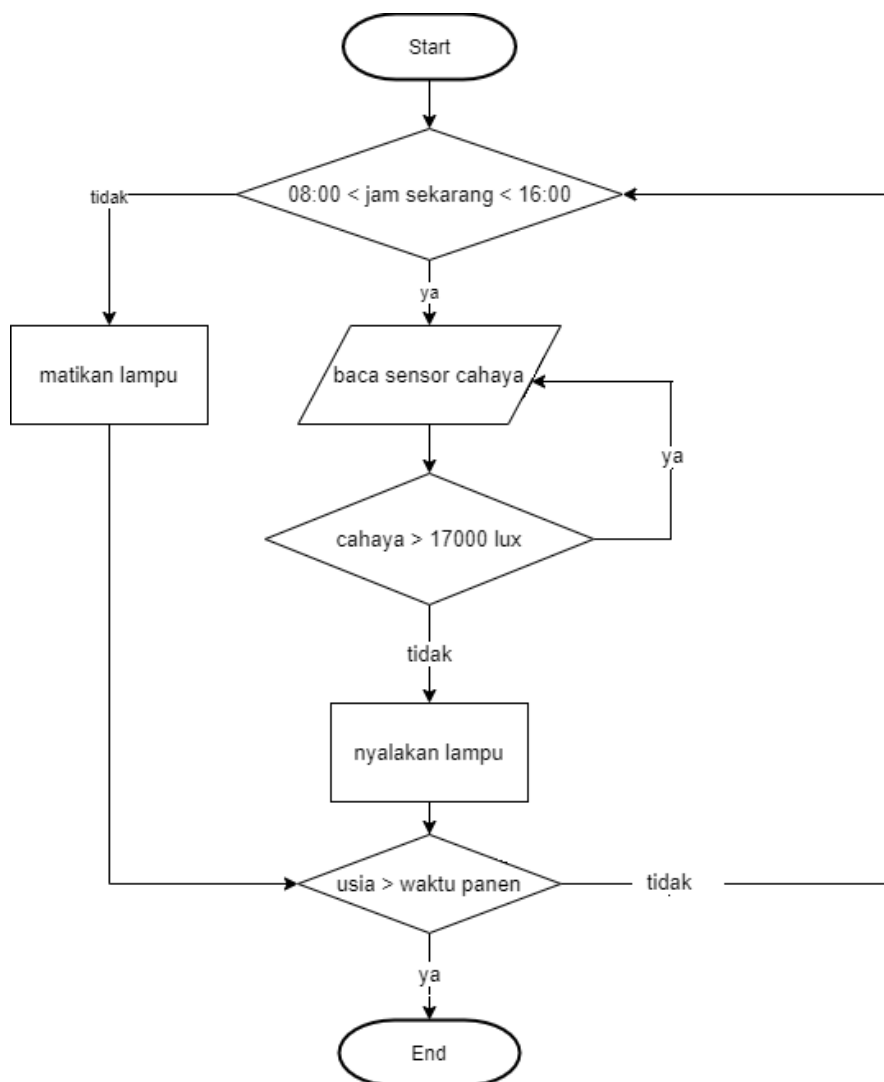 Start
08:00 < jam sekarang < 16:00
tidak
ya
matikan lampu
baca sensor cahaya
ya
cahaya > 17000 lux
tidak
nyalakan lampu
usia > waktu panen
tidak
ya
End